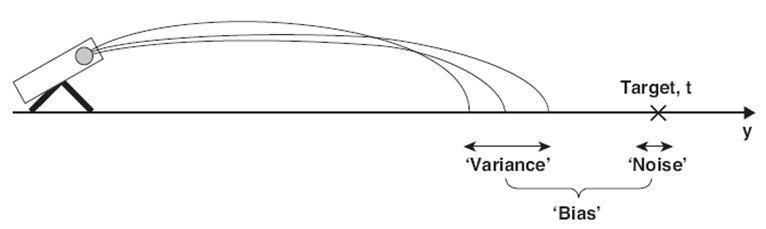 Target, t
y
'Variance'
'Noise'
'Bias'